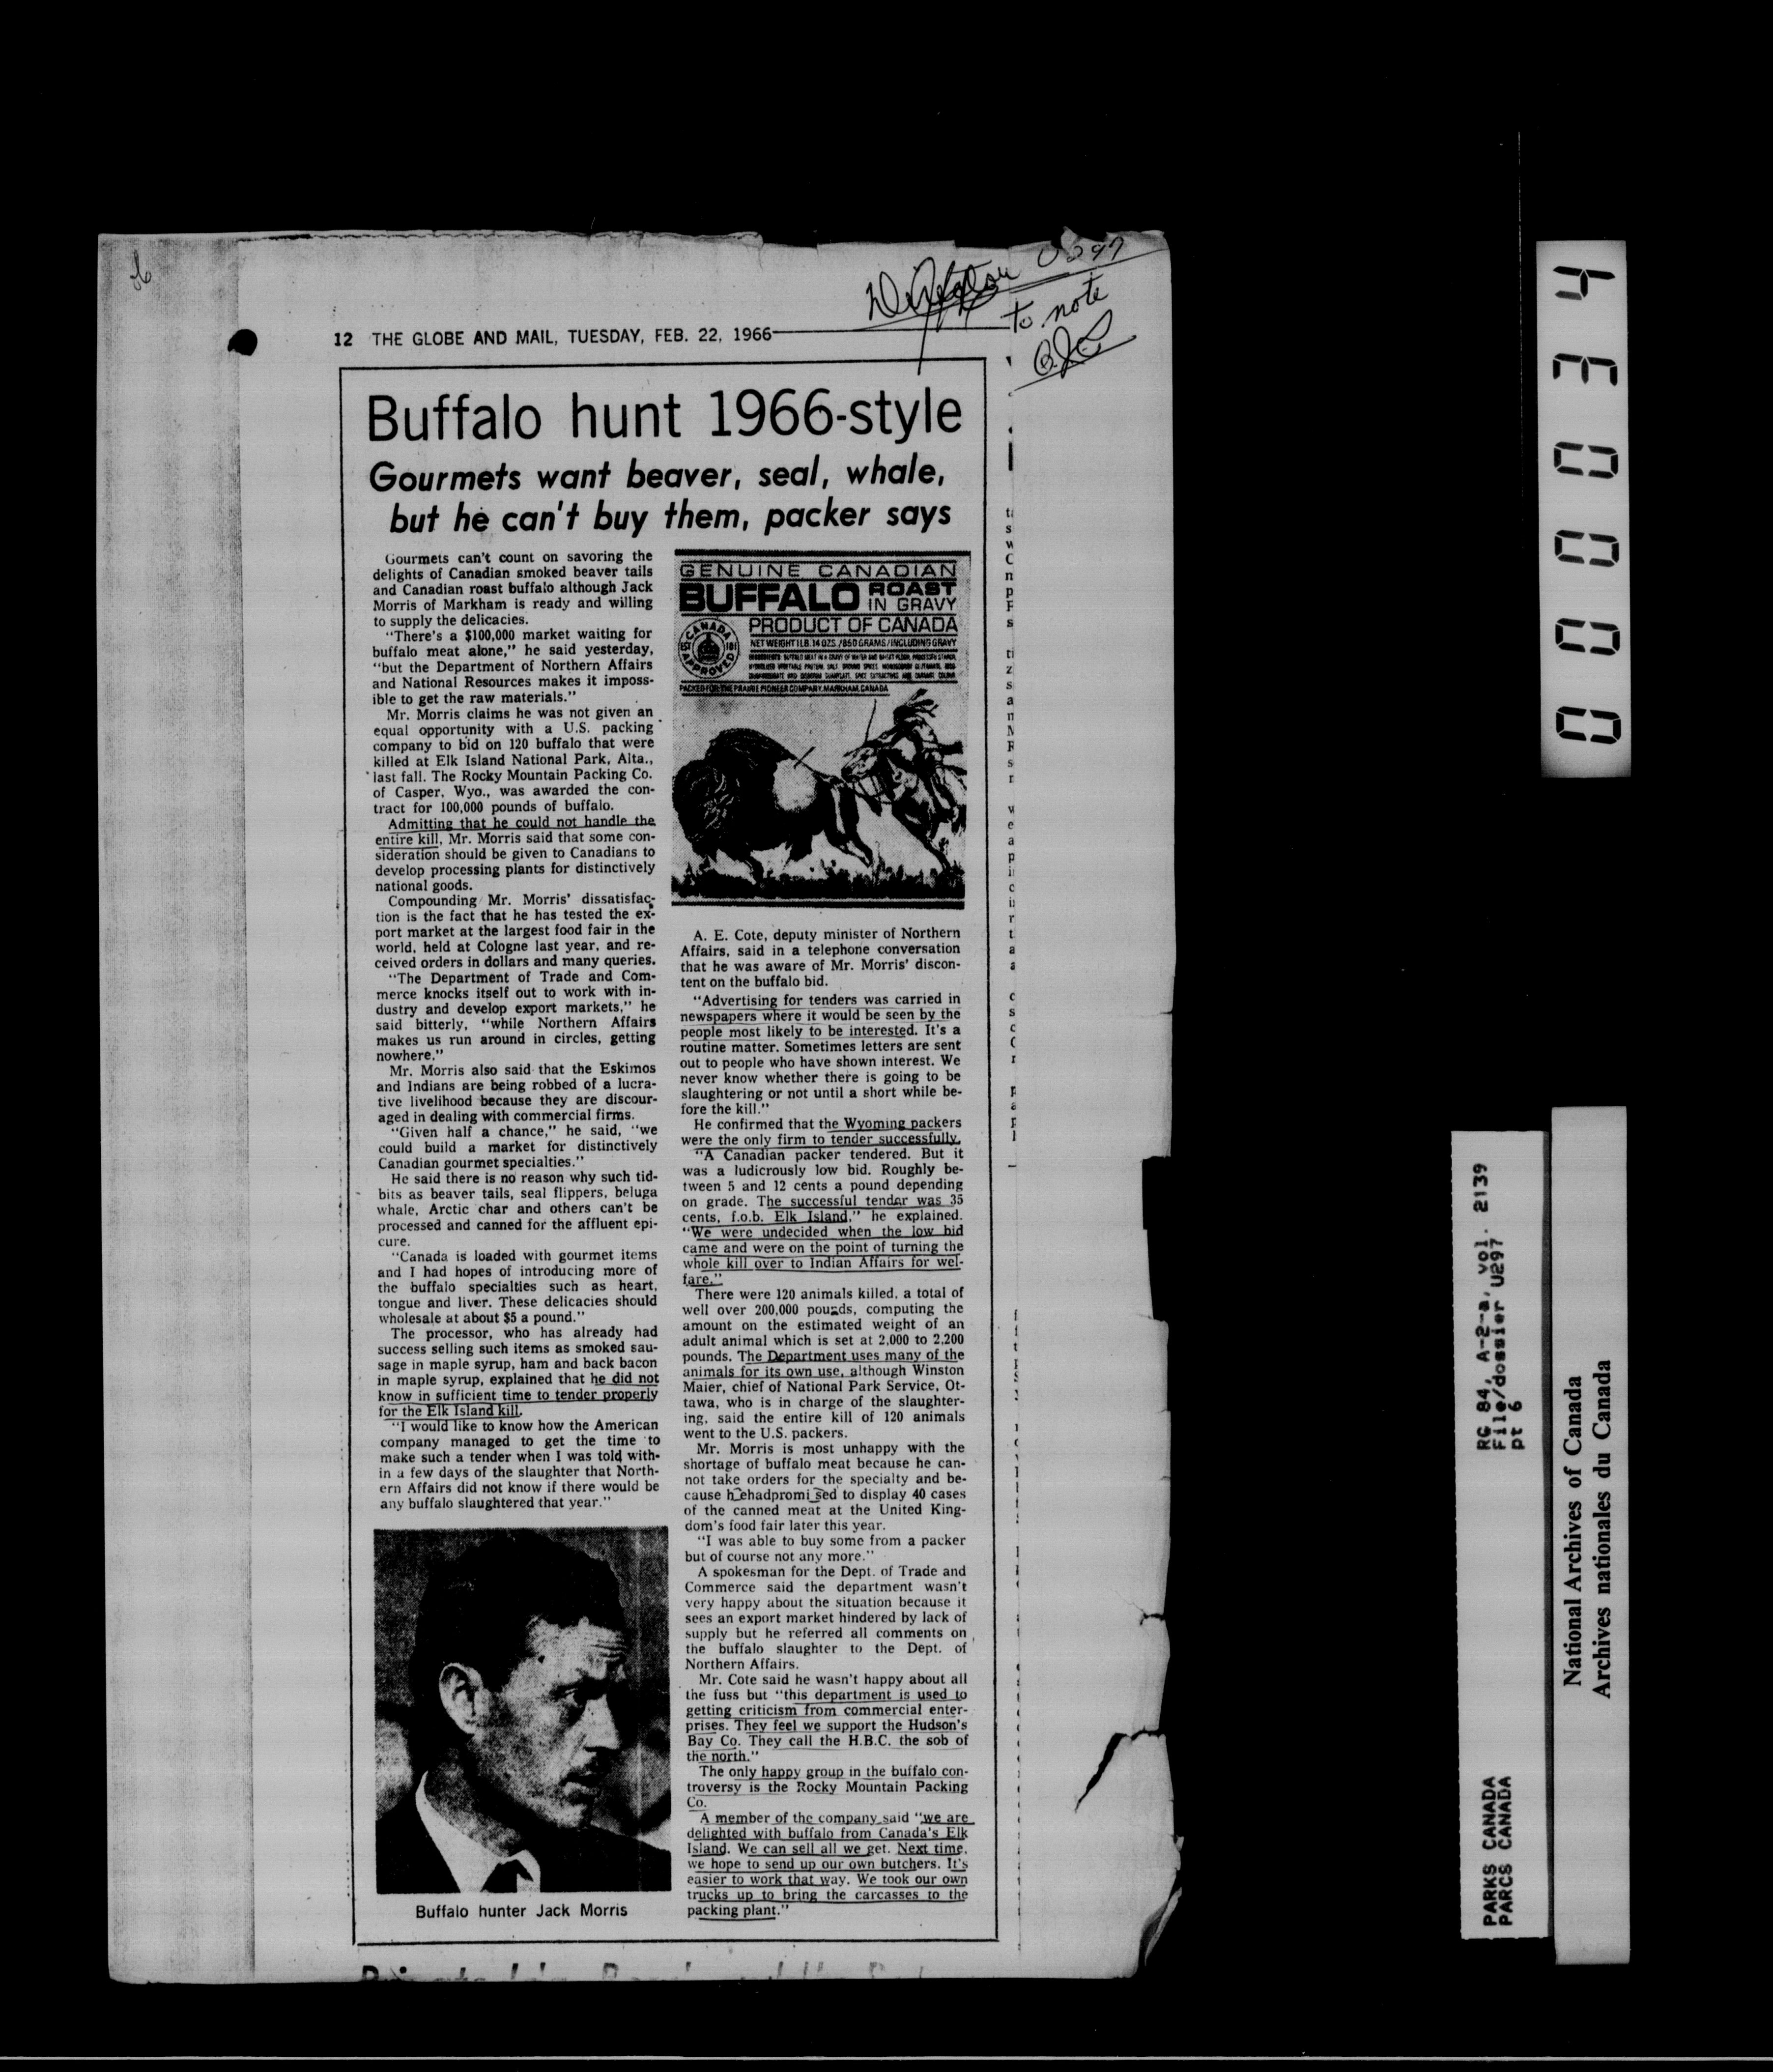 U297
to note
12 THE GLOBE AND MAIL, TUESDAY, FEB. 22, 1966
Buffalo hunt 1966-style
Gourmets want beaver, seal, whale,
but he can't buy them, packer says
Gourmets can't count on savoring the
delights of Canadian smoked beaver tails
and Canadian roast buffalo although Jack
Morris of Markham is ready and willing
to supply the delicacies.
"There's a $100,000 market waiting for
buffalo meat alone," he said yesterday,
"but the Department of Northern Affairs
and National Resources makes it imposs-
ible to get the raw materials."
Mr. Morris claims he was not given an
equal opportunity with a U.S. packing
company to bid on 120 buffalo that were
killed at Elk Island National Park, Alta.,
last fall. The Rocky Mountain Packing Co.
of Casper, Wyo., was awarded the con-
tract for 100,000 pounds of buffalo.
Admitting that he could not handle the
entire kill, Mr. Morris said that some con-
sideration should be given to Canadians to
develop processing plants for distinctively
national goods.
Compounding Mr. Morris' dissatisfac-
tion is the fact that he has tested the ex-
port market at the largest food fair in the
world, held at Cologne last year, and re-
ceived orders in dollars and many queries.
"The Department of Trade and Com-
merce knocks itself out to work with in-
dustry and develop export markets," he
said bitterly, "while Northern Affairs
makes us run around in circles, getting
nowhere."
Mr. Morris also said that the Eskimos
and Indians are being robbed of a lucra-
tive livelihood because they are discour-
aged in dealing with commercial firms.
"Given half a chance," he said, "we
could build a market for distinctively
Canadian gourmet specialties."
He said there is no reason why such tid-
bits as beaver tails, seal flippers, beluga
whale, Arctic char and others can't be
processed and canned for the affluent epi-
cure.
"Canada is loaded with gourmet items
and I had hopes of introducing more of
the buffalo specialties such as heart,
tongue and liver. These delicacies should
wholesale at about $5 a pound."
The processor, who has already had
success selling such items as smoked sau-
sage in maple syrup, ham and back bacon
in maple syrup, explained that he did not
know in sufficient time to tender properly
for the Elk Island kill.
"I would like to know how the American
company managed to get the time to
make such a tender when I was told with-
in a few days of the slaughter that North-
ern Affairs did not know if there would be
any buffalo slaughtered that year."
Buffalo hunter Jack Morris
GENUINE CANADIAN
BUFFALO ROAST
IN GRAVY
CANADA
APPROVED
PRODUCT OF CANADA
NET WEIGHT 1 LB. 14 OZS./850 GRAMS/INCLUDING GRAVY
PACKED FOR THE PRAIRIE PIONEER COMPANY, MARKHAM, CANADA
A. E. Cote, deputy minister of Northern
Affairs, said in a telephone conversation
that he was aware of Mr. Morris' discon-
tent on the buffalo bid.
"Advertising for tenders was carried in
newspapers where it would be seen by the
people most likely to be interested. It's a
routine matter. Sometimes letters are sent
out to people who have shown interest. We
never know whether there is going to be
slaughtering or not until a short while be-
fore the kill."
He confirmed that the Wyoming packers
were the only firm to tender successfully.
"A Canadian packer tendered. But it
was a ludicrously low bid. Roughly be-
tween 5 and 12 cents a pound depending
on grade. The successful tender was 35
cents, f.o.b. Elk Island," he explained.
"We were undecided when the low bid
came and were on the point of turning the
whole kill over to Indian Affairs for wel-
fare."
There were 120 animals killed, a total of
well over 200,000 pounds, computing the
amount on the estimated weight of an
adult animal which is set at 2,000 to 2,200
pounds. The Department uses many of the
animals for its own use, although Winston
Maier, chief of National Park Service, Ot-
tawa, who is in charge of the slaughter-
ing, said the entire kill of 120 animals
went to the U.S. packers.
Mr. Morris is most unhappy with the
shortage of buffalo meat because he can-
not take orders for the specialty and be-
cause hehadpromised to display 40 cases
of the canned meat at the United King-
dom's food fair later this year.
"I was able to buy some from a packer
but of course not any more."
A spokesman for the Dept. of Trade and
Commerce said the department wasn't
very happy about the situation because it
sees an export market hindered by lack of
supply but he referred all comments on
the buffalo slaughter to the Dept. of
Northern Affairs.
Mr. Cote said he wasn't happy about all
the fuss but "this department is used to
getting criticism from commercial enter-
prises. They feel we support the Hudson's
Bay Co. They call the H.B.C. the sob of
the north."
The only happy group in the buffalo con-
troversy is the Rocky Mountain Packing
Co.
A member of the company said "we are
delighted with buffalo from Canada's Elk
Island. We can sell all we get. Next time,
we hope to send up our own butchers. It's
easier to work that way. We took our own
trucks up to bring the carcasses to the
packing plant."
000034
RG 84, A-2-a, vol. 2139
File/dossier U297
pt 6
PARKS CANADA
PARCS CANADA
National Archives of Canada
Archives nationales du Canada